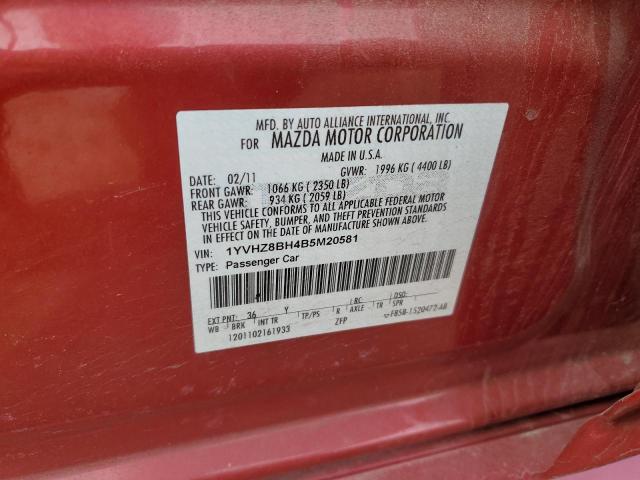 MFD. BY AUTO ALLIANCE INTERNATIONAL, INC.
FOR MAZDA MOTOR CORPORATION
MADE IN U.S.A.
DATE: 02/11 GVWR: 1996 KG (4400 LB)
FRONT GAWR: 1066 KG (2350 LB)
REAR GAWR: 934 KG (2059 LB)
THIS VEHICLE CONFORMS TO ALL APPLICABLE FEDERAL MOTOR
VEHICLE SAFETY, BUMPER, AND THEFT PREVENTION STANDARDS
IN EFFECT ON THE DATE OF MANUFACTURE SHOWN ABOVE.
VIN: 1YVHZ8BH4B5M20581
TYPE: Passenger Car
EXT PNT: 36 Y RC: DSO:
WB BRK INT TR TP/PS R AXLE TR SPR
1201102161933 ZFP F85B-1520472-AB